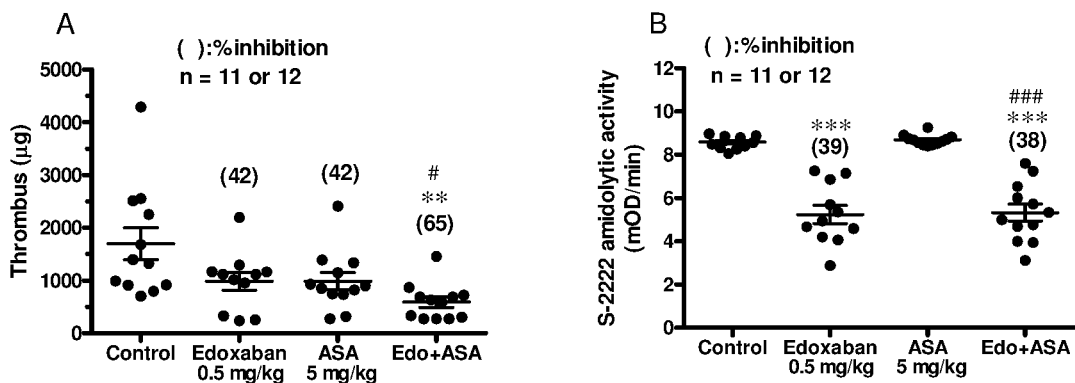 A
( ):%inhibition
n = 11 or 12
Thrombus (μg)
5000
4000
3000
2000
1000
0
(42)
(42)
#
**
(65)
Control
Edoxaban
0.5 mg/kg
ASA
5 mg/kg
Edo+ASA
B
( ):%inhibition
n = 11 or 12
S-2222 amidolytic activity
(mOD/min)
12
10
8
6
4
2
0
***
(39)
###
***
(38)
Control
Edoxaban
0.5 mg/kg
ASA
5 mg/kg
Edo+ASA